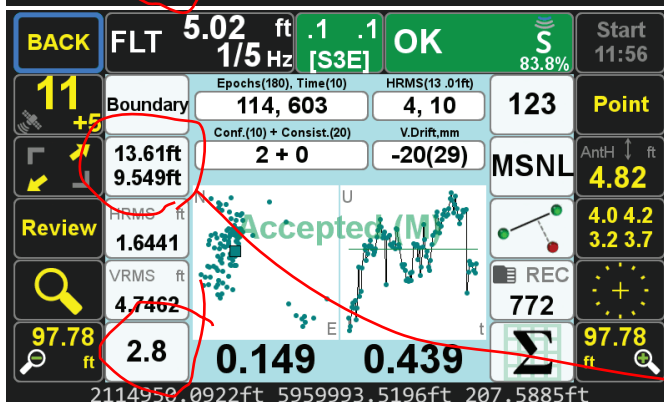 BACK
FLT
5.02 ft
1/5 Hz
.1 .1
[S3E]
OK
S
83.8%
Start
11:56
11
+5
Boundary
Epochs(180), Time(10)
114, 603
HRMS(13 .01ft)
4, 10
123
Point
13.61ft
9.549ft
Conf.(10) + Consist.(20)
2 + 0
V.Drift,mm
-20(29)
MSNL
AntH ft
4.82
Review
HRMS ft
1.6441
N
Accepted (M)
U
4.0 4.2
3.2 3.7
VRMS ft
4.7462
REC
772
E
t
97.78
ft
2.8
0.149
0.439
Σ
97.78
ft
2114950.0922ft 5959993.5196ft 207.5885ft